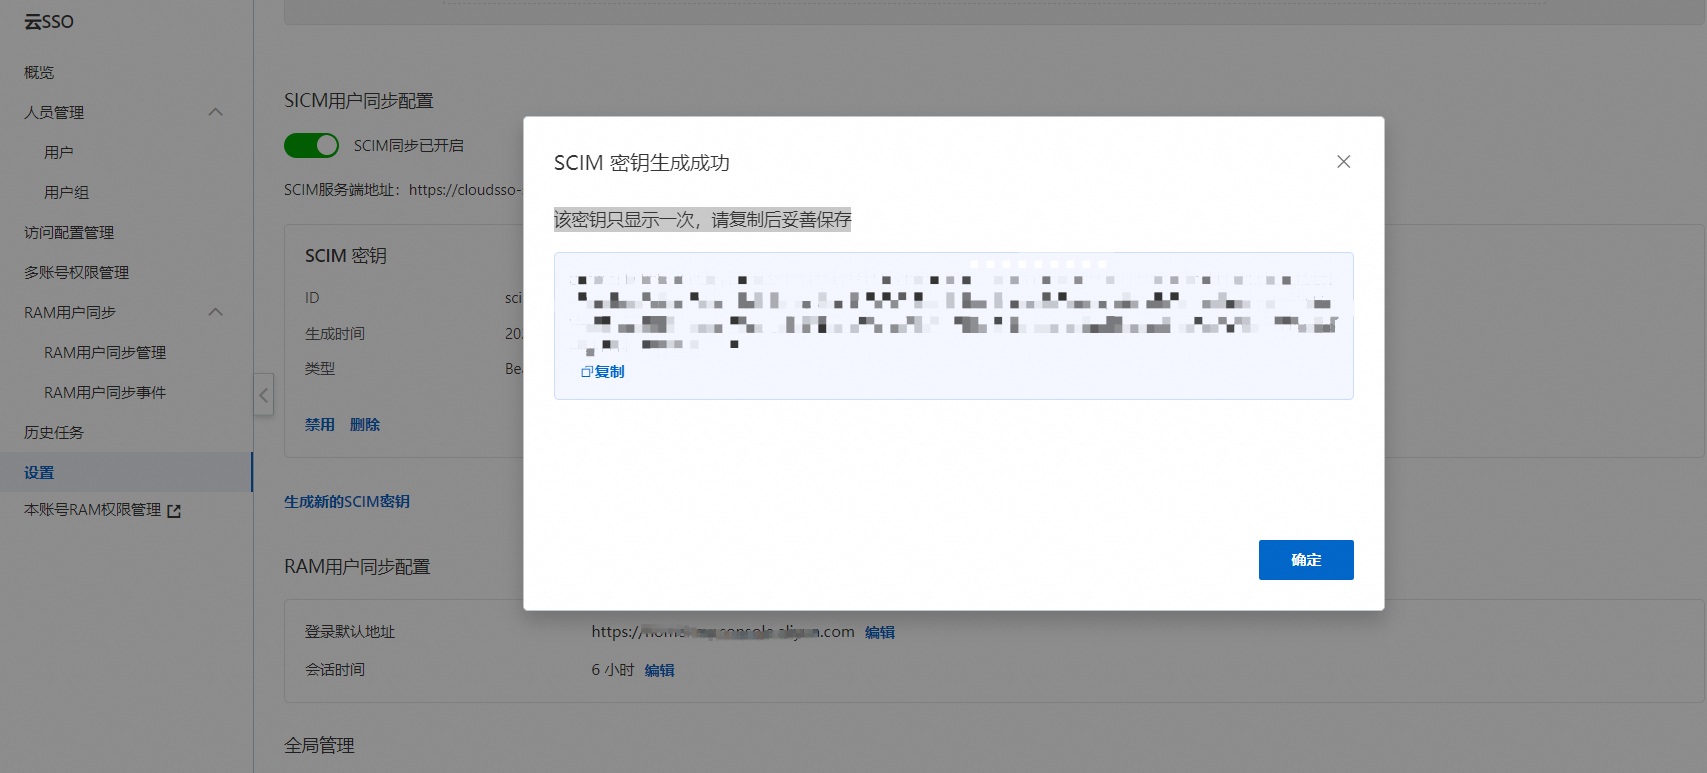 云SSO
概览
人员管理
用户
用户组
访问配置管理
多账号权限管理
RAM用户同步
RAM用户同步管理
RAM用户同步事件
历史任务
设置
本账号RAM权限管理
SICM用户同步配置
SCIM同步已开启
SCIM服务端地址：https://cloudsso-
SCIM 密钥
ID sci
生成时间 20
类型 Be
禁用 删除
生成新的SCIM密钥
RAM用户同步配置
登录默认地址 https:// .com 编辑
会话时间 6 小时 编辑
全局管理
SCIM 密钥生成成功
该密钥只显示一次，请复制后妥善保存
复制
确定